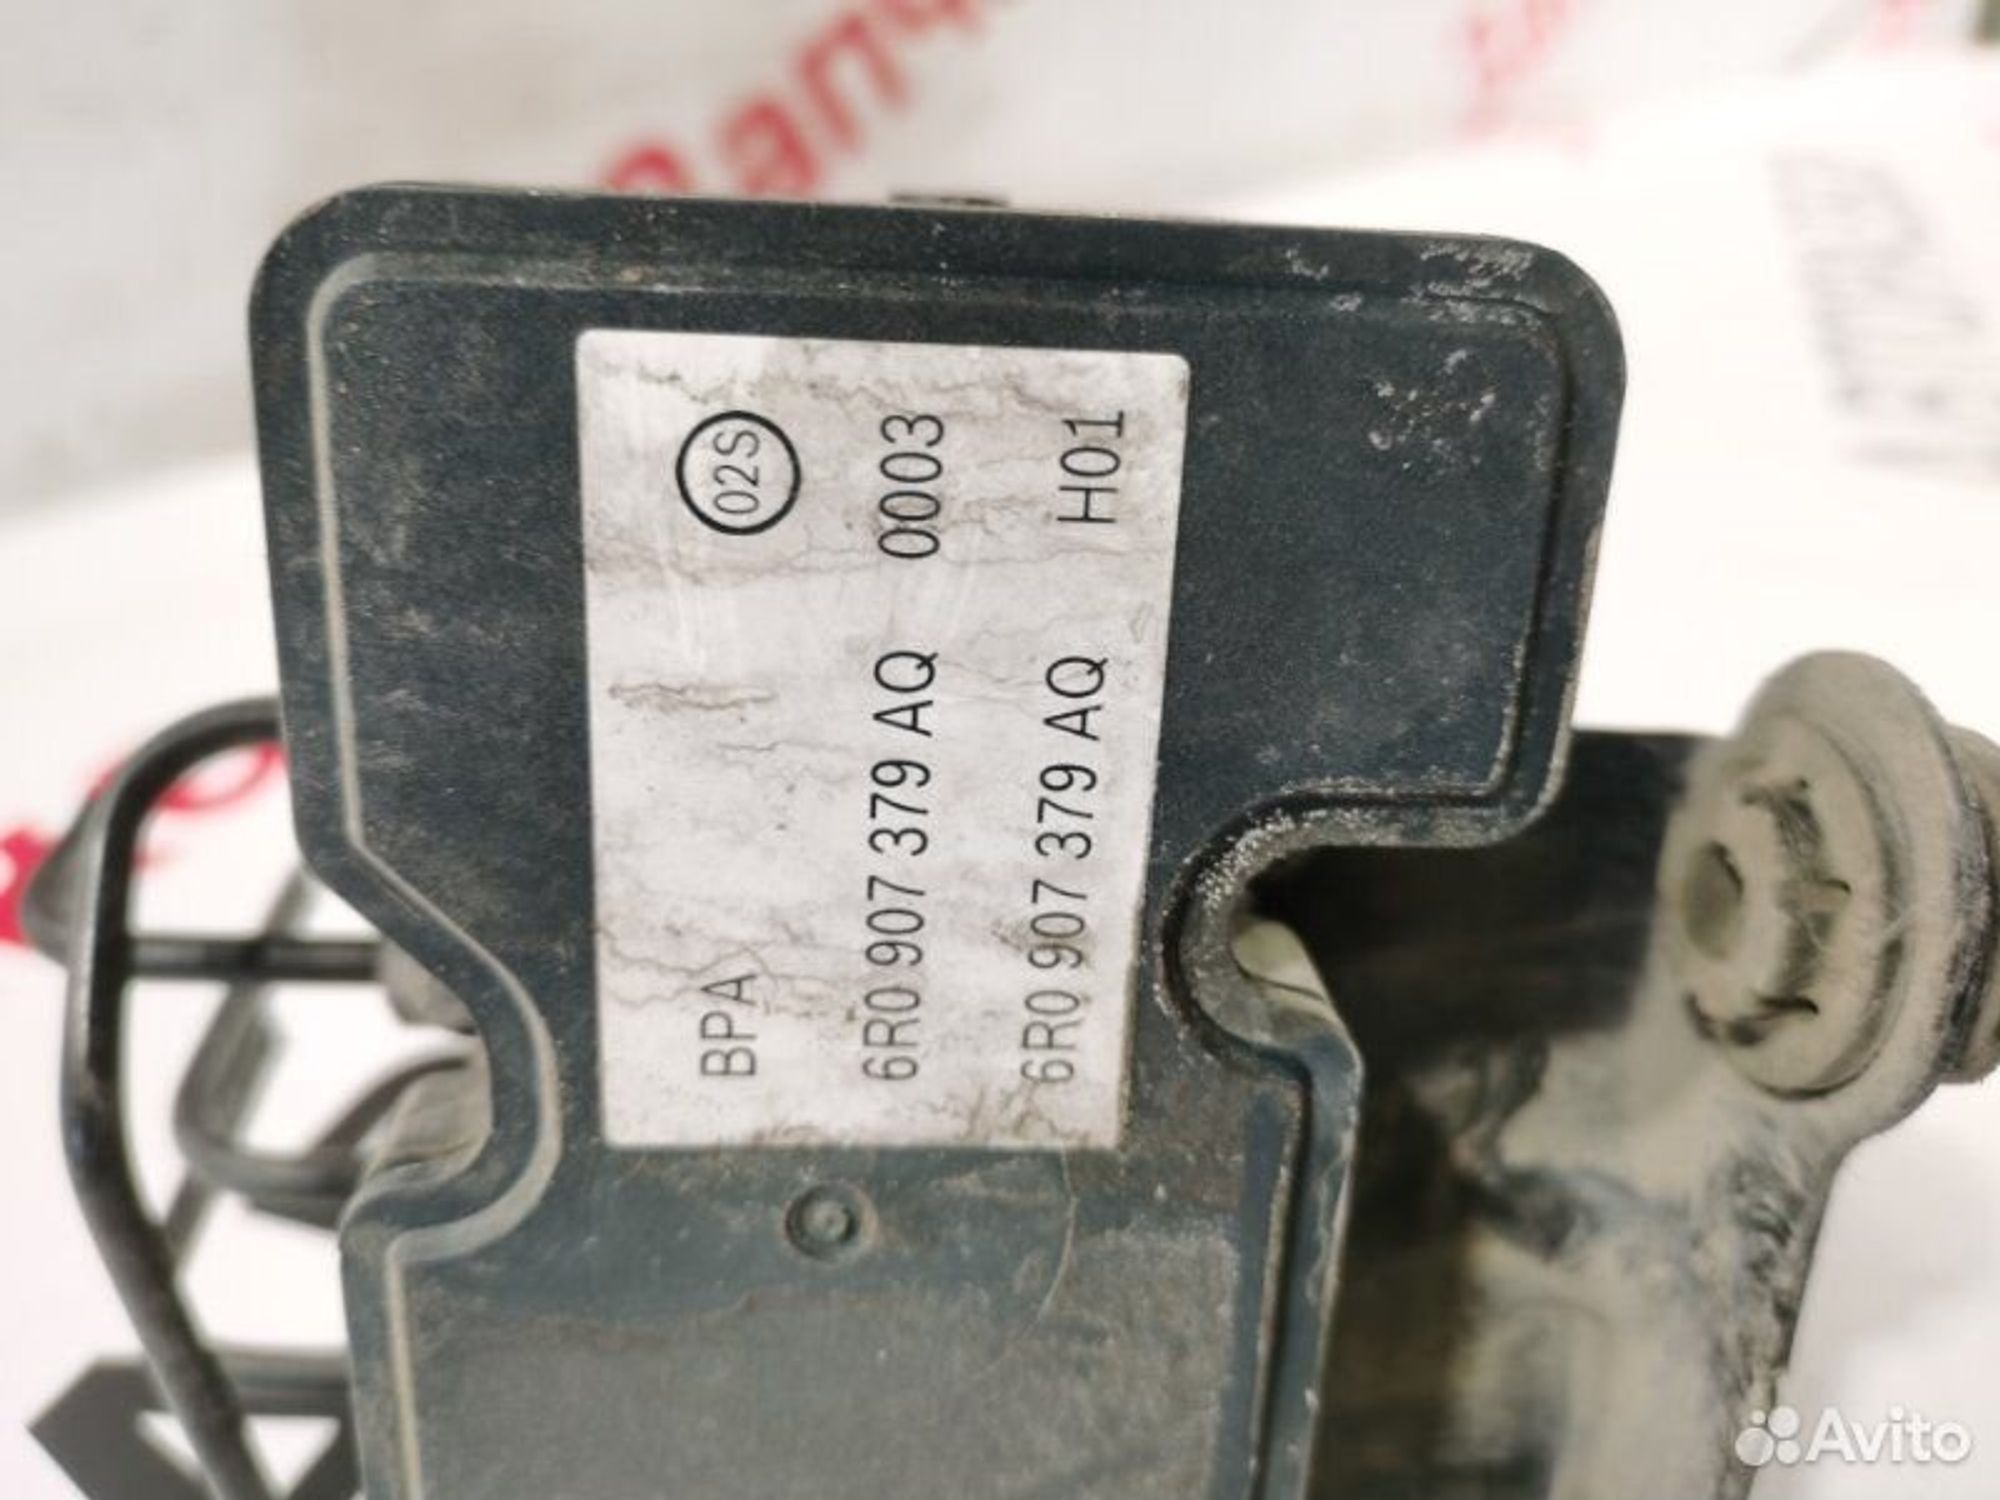 BPA 02S
6R0 907 379 AQ 0003
6R0 907 379 AQ H01
Avito